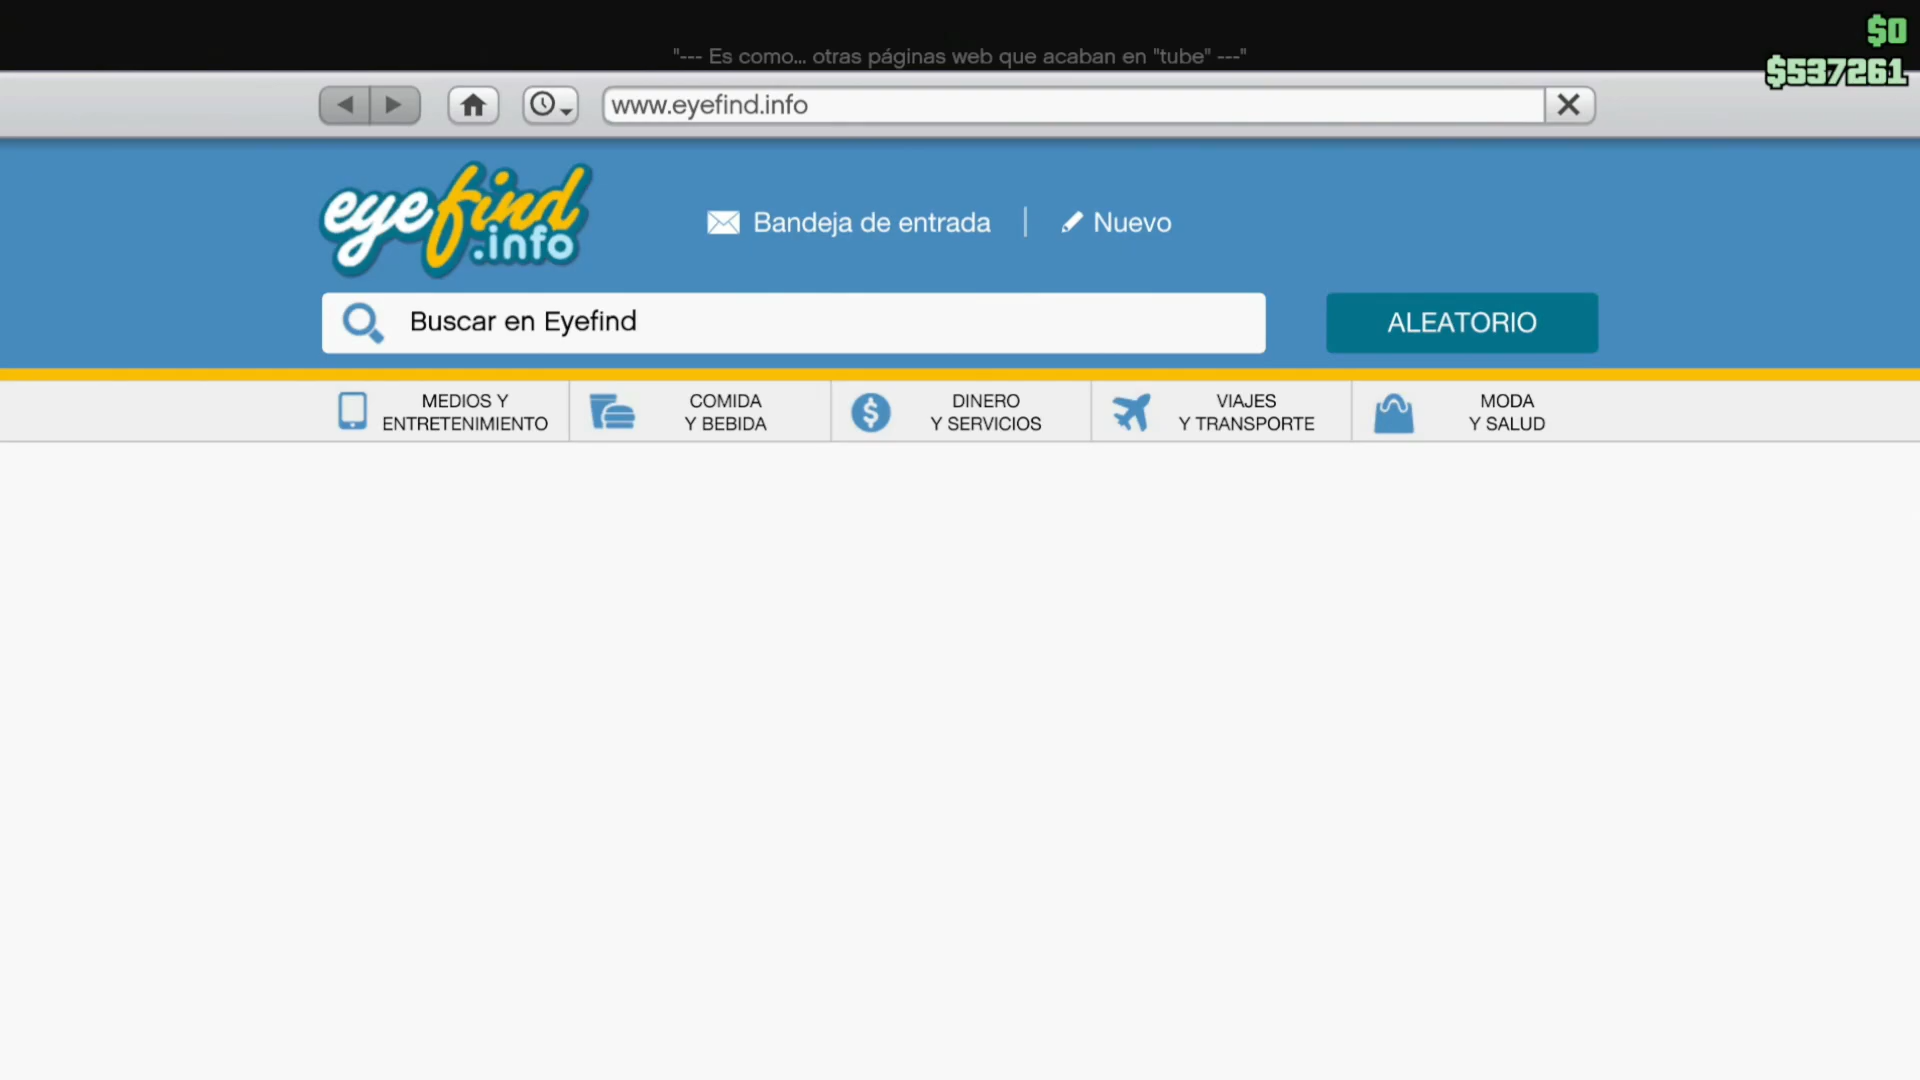 $0
"--- Es como... otras páginas web que acaban en "tube" ---"
$537261
www.eyefind.info
eyefind
.info
Bandeja de entrada
Nuevo
Buscar en Eyefind
ALEATORIO
MEDIOS Y
ENTRETENIMIENTO
COMIDA
Y BEBIDA
DINERO
Y SERVICIOS
VIAJES
Y TRANSPORTE
MODA
Y SALUD